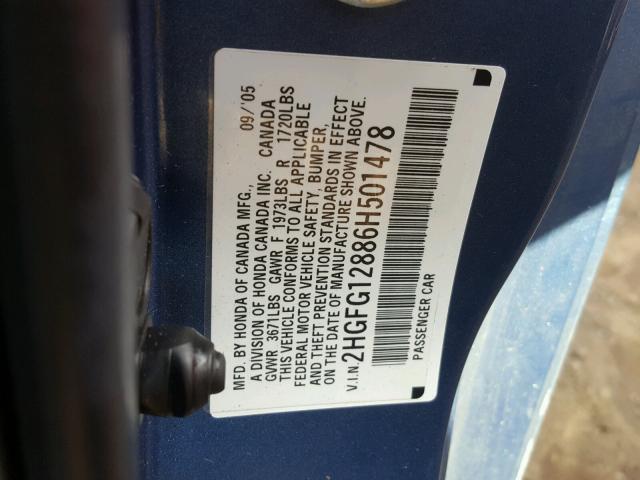 MFD. BY HONDA OF CANADA MFG., 09/'05
A DIVISION OF HONDA CANADA INC. CANADA
GVWR 3671LBS GAWR F 1973LBS R 1720LBS
THIS VEHICLE CONFORMS TO ALL APPLICABLE
FEDERAL MOTOR VEHICLE SAFETY, BUMPER,
AND THEFT PREVENTION STANDARDS IN EFFECT
ON THE DATE OF MANUFACTURE SHOWN ABOVE.
V.I.N. 2HGFG12886H501478
PASSENGER CAR